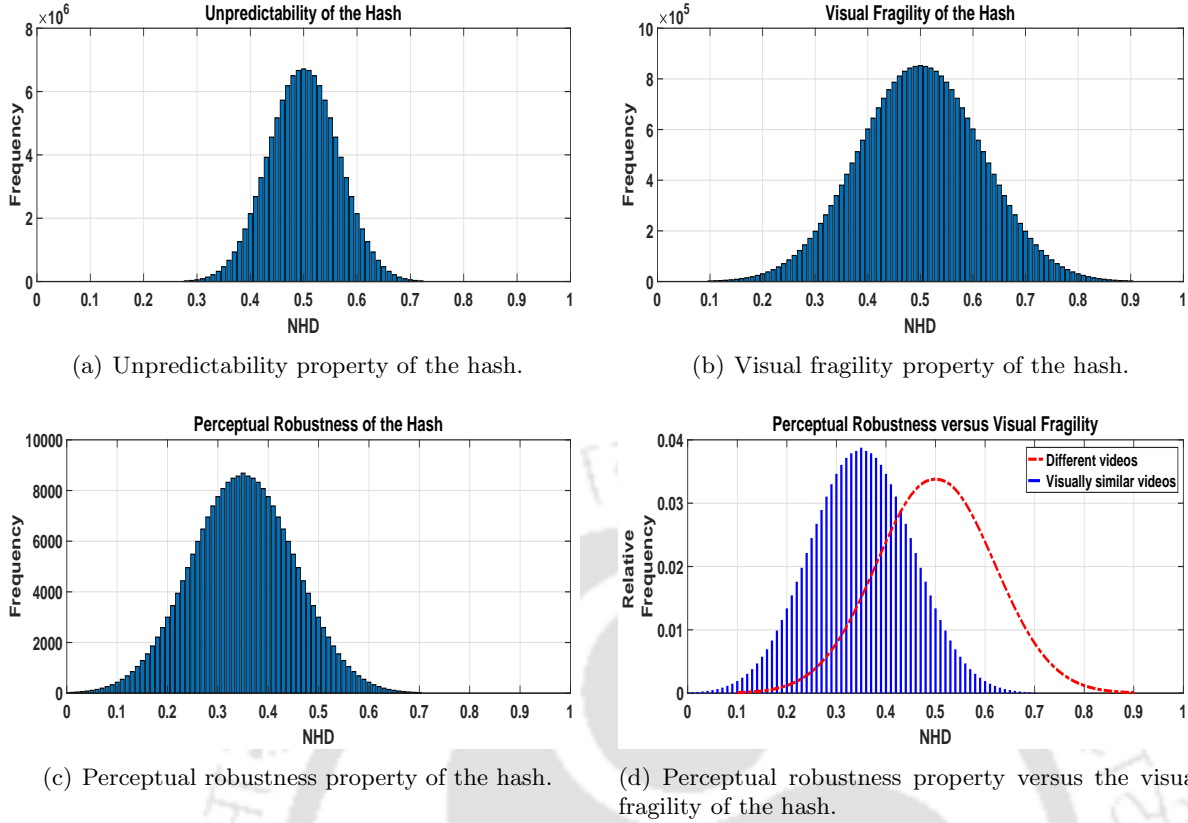 Unpredictability of the Hash
×10^6
8
6
4
2
0
Frequency
0 0.1 0.2 0.3 0.4 0.5 0.6 0.7 0.8 0.9 1
NHD
(a) Unpredictability property of the hash.
Visual Fragility of the Hash
×10^5
10
8
6
4
2
0
Frequency
0 0.1 0.2 0.3 0.4 0.5 0.6 0.7 0.8 0.9 1
NHD
(b) Visual fragility property of the hash.
Perceptual Robustness of the Hash
10000
8000
6000
4000
2000
0
Frequency
0 0.1 0.2 0.3 0.4 0.5 0.6 0.7 0.8 0.9 1
NHD
(c) Perceptual robustness property of the hash.
Perceptual Robustness versus Visual Fragility
0.04
0.03
0.02
0.01
0
Relative
Frequency
Different videos
Visually similar videos
0 0.1 0.2 0.3 0.4 0.5 0.6 0.7 0.8 0.9 1
NHD
(d) Perceptual robustness property versus the visua
fragility of the hash.